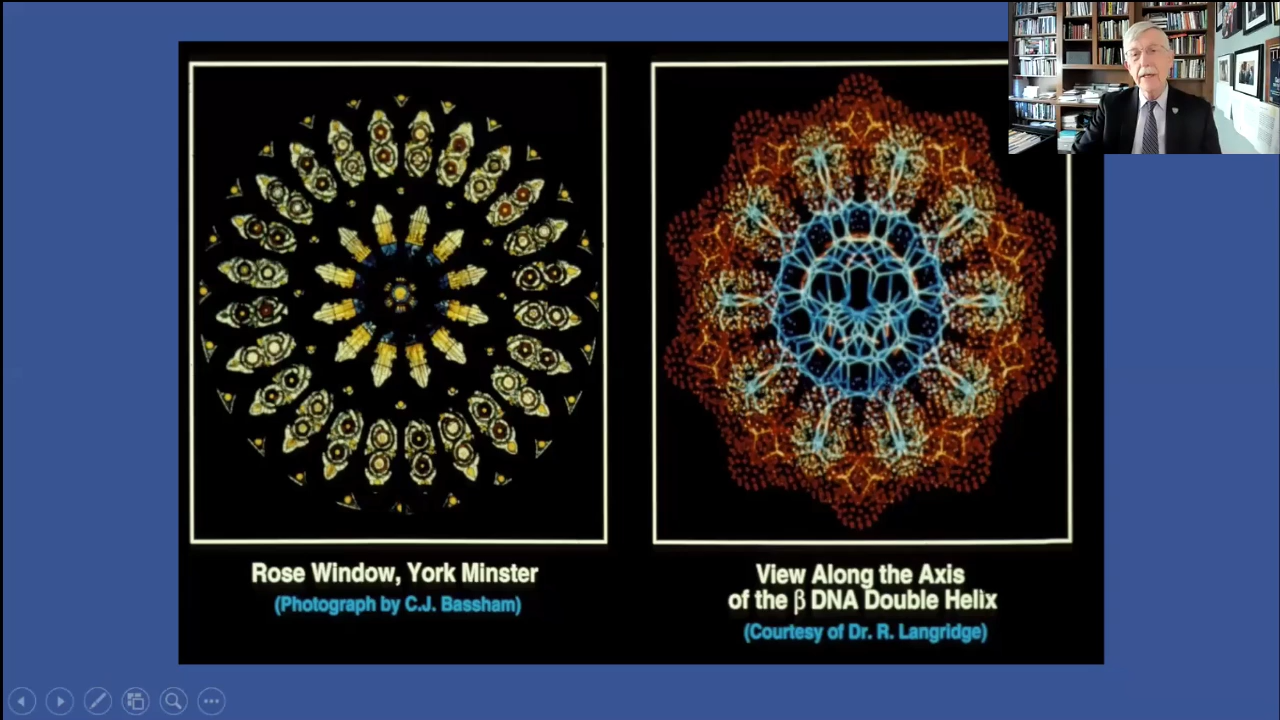 Rose Window, York Minster
(Photograph by C.J. Bassham)
View Along the Axis
of the β DNA Double Helix
(Courtesy of Dr. R. Langridge)